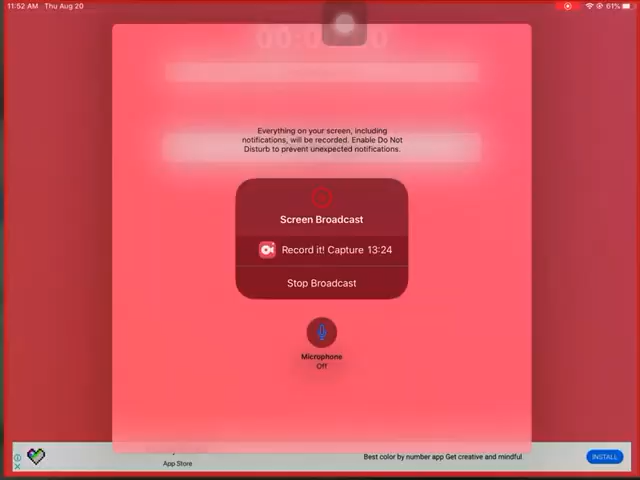 11:52 AM Thu Aug 20
61%
Everything on your screen, including
notifications, will be recorded. Enable Do Not
Disturb to prevent unexpected notifications.
Screen Broadcast
Record it! Capture 13:24
Stop Broadcast
Microphone
Off
App Store
Best color by number app Get creative and mindful
INSTALL